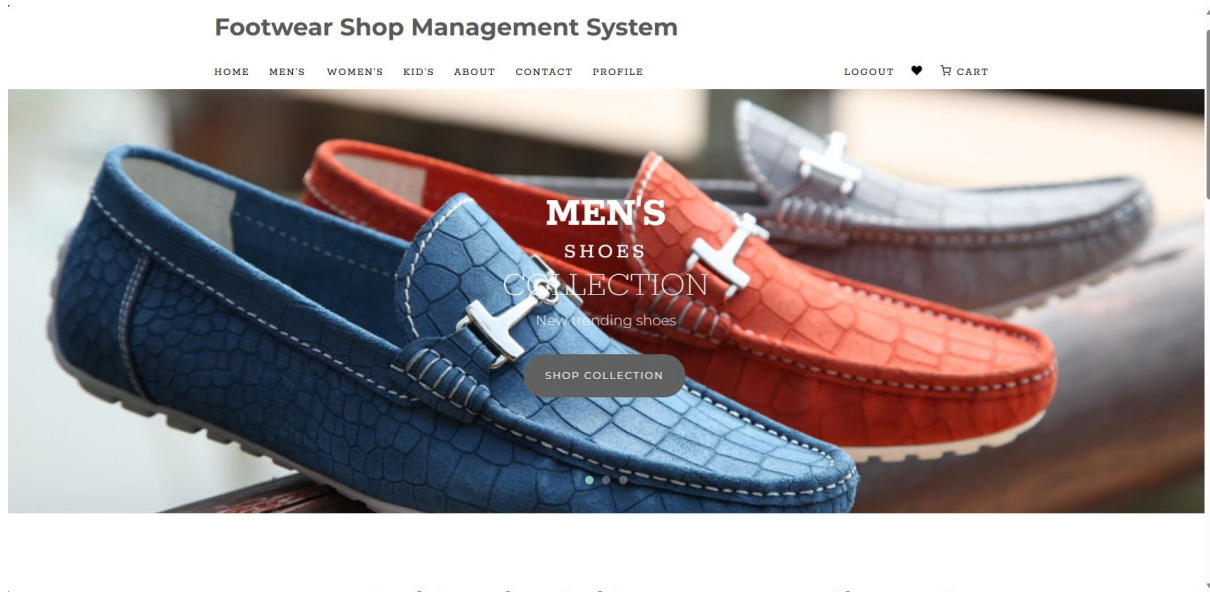 Footwear Shop Management System
HOME MEN'S WOMEN'S KID'S ABOUT CONTACT PROFILE LOGOUT CART
MEN'S
SHOES
COLLECTION
New trending shoes
SHOP COLLECTION